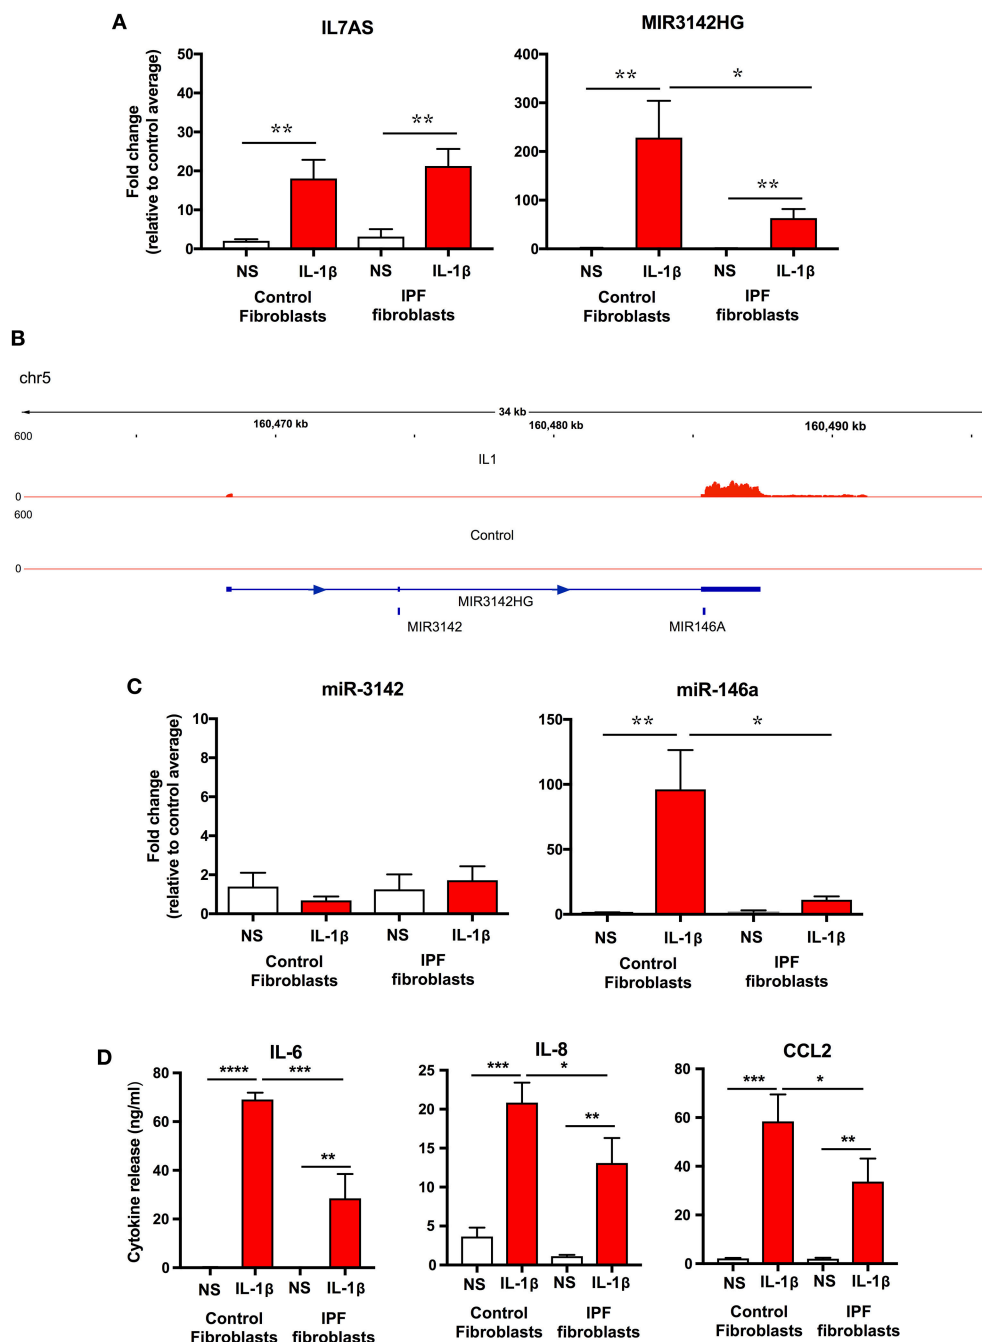 A
IL7AS
MIR3142HG
Fold change
(relative to control average)
50
40
30
20
10
0
**
**
NS
IL-1β
NS
IL-1β
Control
Fibroblasts
IPF
fibroblasts
400
300
200
100
0
**
*
**
NS
IL-1β
NS
IL-1β
Control
Fibroblasts
IPF
fibroblasts
B
chr5
34 kb
160,470 kb
160,480 kb
160,490 kb
600
IL1
0
600
Control
0
MIR3142HG
MIR3142
MIR146A
C
miR-3142
miR-146a
Fold change
(relative to control average)
10
8
6
4
2
0
NS
IL-1β
NS
IL-1β
Control
Fibroblasts
IPF
fibroblasts
150
100
50
0
**
*
NS
IL-1β
NS
IL-1β
Control
Fibroblasts
IPF
fibroblasts
D
IL-6
IL-8
CCL2
Cytokine release (ng/ml)
80
60
40
20
0
****
***
**
NS
IL-1β
NS
IL-1β
Control
Fibroblasts
IPF
fibroblasts
25
20
15
10
5
0
***
*
**
NS
IL-1β
NS
IL-1β
Control
Fibroblasts
IPF
fibroblasts
80
60
40
20
0
***
*
**
NS
IL-1β
NS
IL-1β
Control
Fibroblasts
IPF
fibroblasts